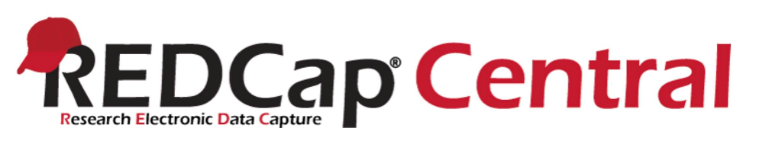 REDCap® Central
Research Electronic Data Capture